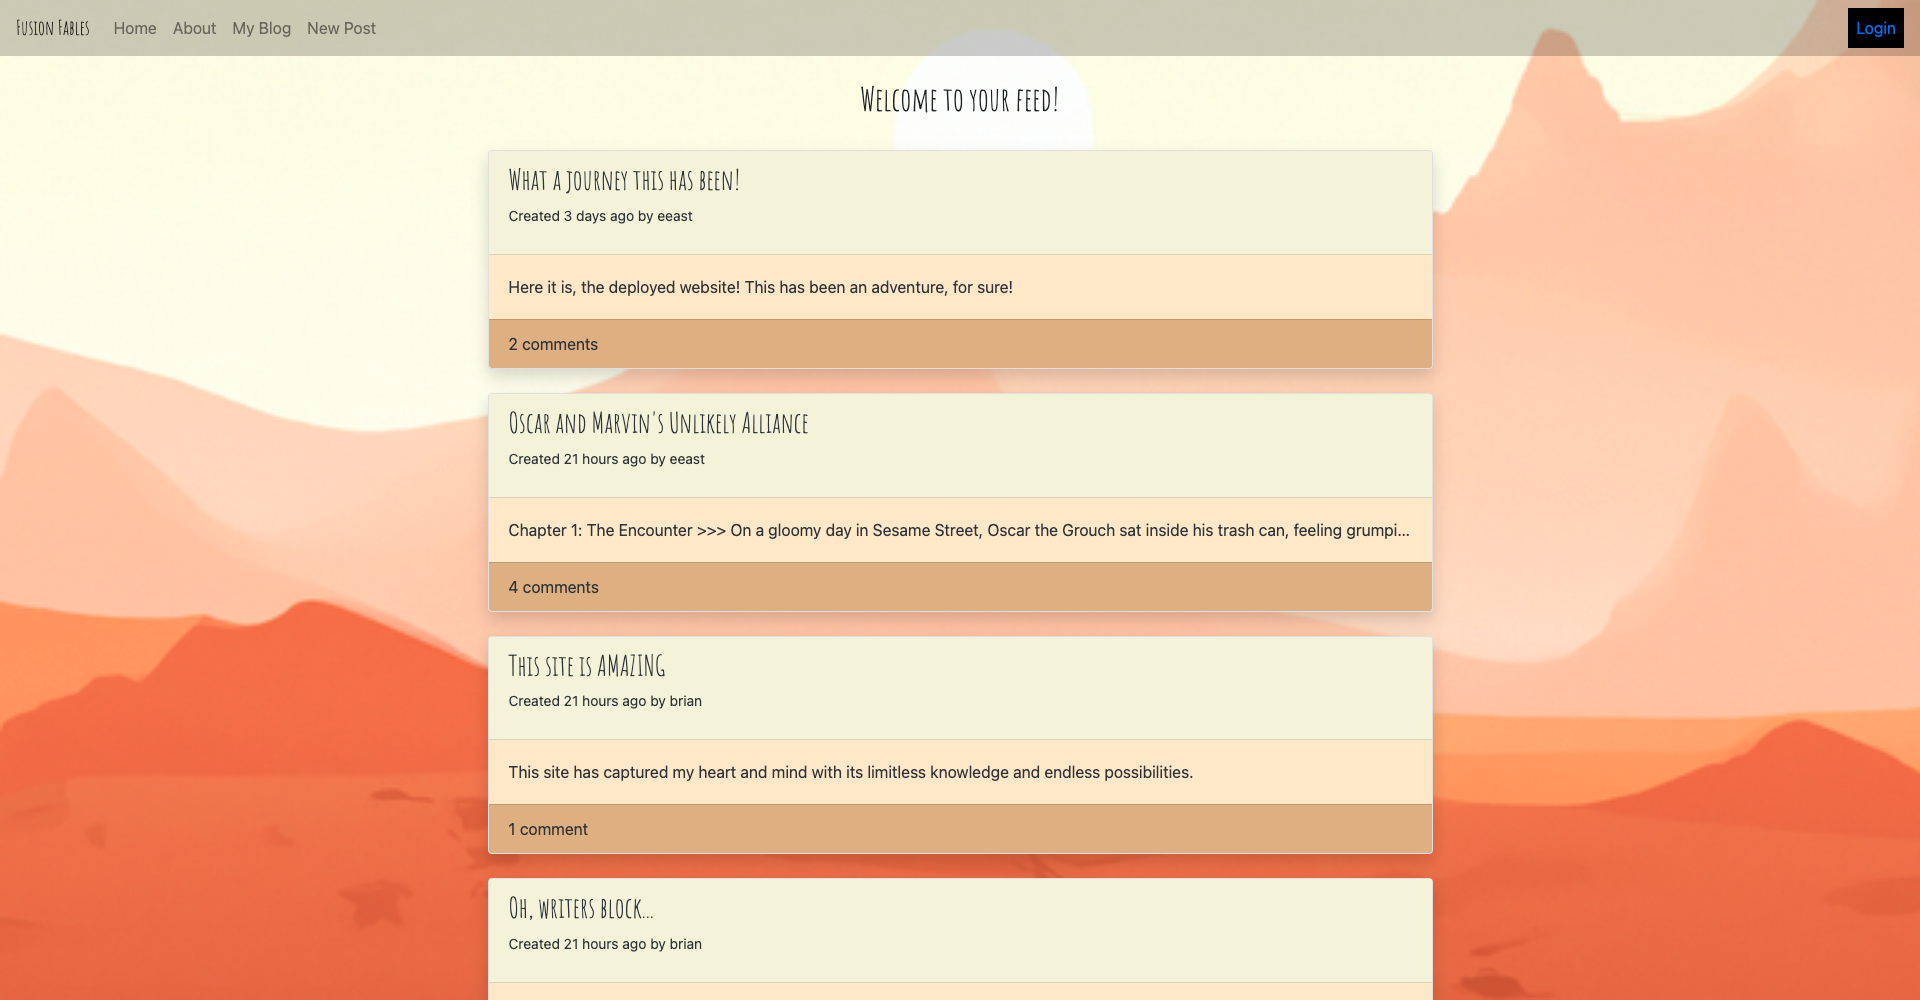 Fusion Fables Home About My Blog New Post Login
Welcome to your feed!
What a journey this has been!
Created 3 days ago by eeast
Here it is, the deployed website! This has been an adventure, for sure!
2 comments
Oscar and Marvin's Unlikely Alliance
Created 21 hours ago by eeast
Chapter 1: The Encounter >>> On a gloomy day in Sesame Street, Oscar the Grouch sat inside his trash can, feeling grumpi...
4 comments
This site is AMAZING
Created 21 hours ago by brian
This site has captured my heart and mind with its limitless knowledge and endless possibilities.
1 comment
Oh, writers block...
Created 21 hours ago by brian